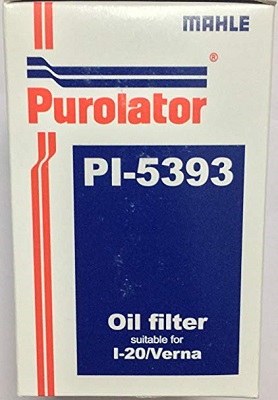 MAHLE
Purolator®
PI-5393
Oil filter
suitable for
I-20/Verna